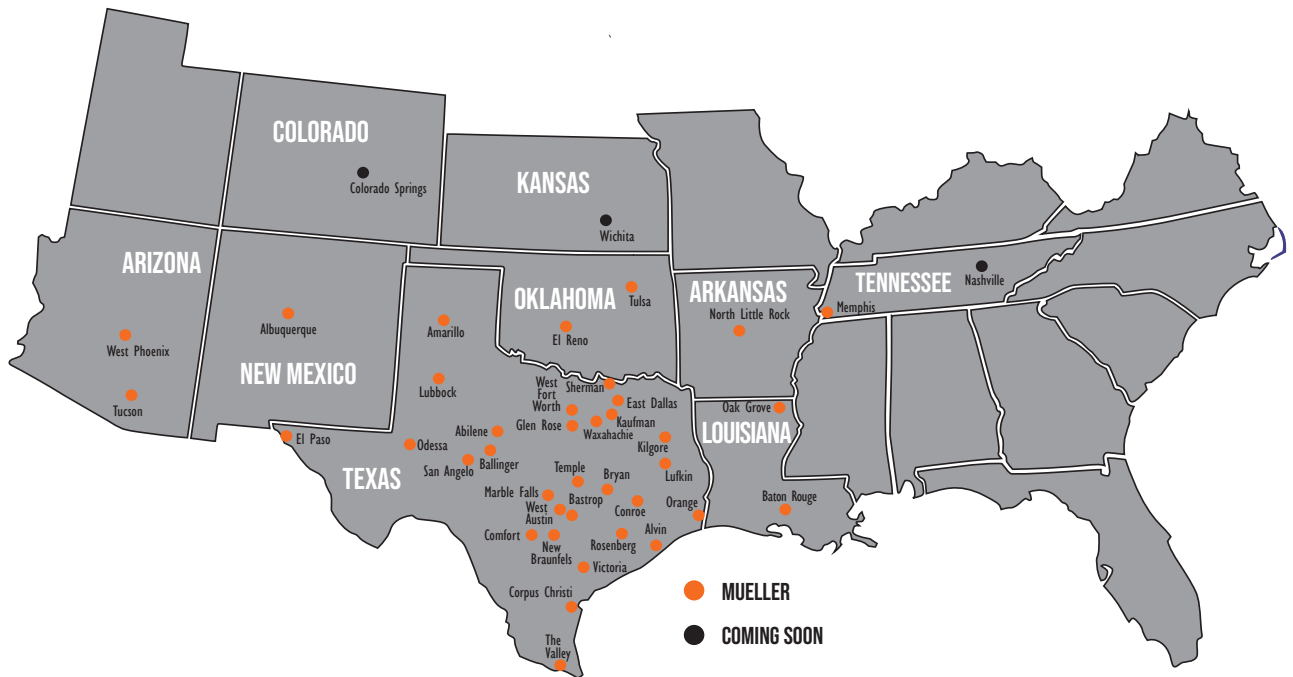 COLORADO
Colorado Springs
KANSAS
Wichita
ARIZONA
West Phoenix
Tucson
Albuquerque
NEW MEXICO
OKLAHOMA
Tulsa
El Reno
ARKANSAS
North Little Rock
TENNESSEE
Nashville
Memphis
Amarillo
Lubbock
West
Fort
Worth
Sherman
East Dallas
Kaufman
Waxahachie
Glen Rose
Abilene
El Paso
Odessa
San Angelo
Ballinger
TEXAS
Kilgore
Lufkin
Oak Grove
LOUISIANA
Baton Rouge
Temple
Bryan
Marble Falls
Bastrop
West
Austin
Conroe
Orange
Comfort
New
Braunfels
Rosenberg
Alvin
Victoria
Corpus Christi
The
Valley
MUELLER
COMING SOON